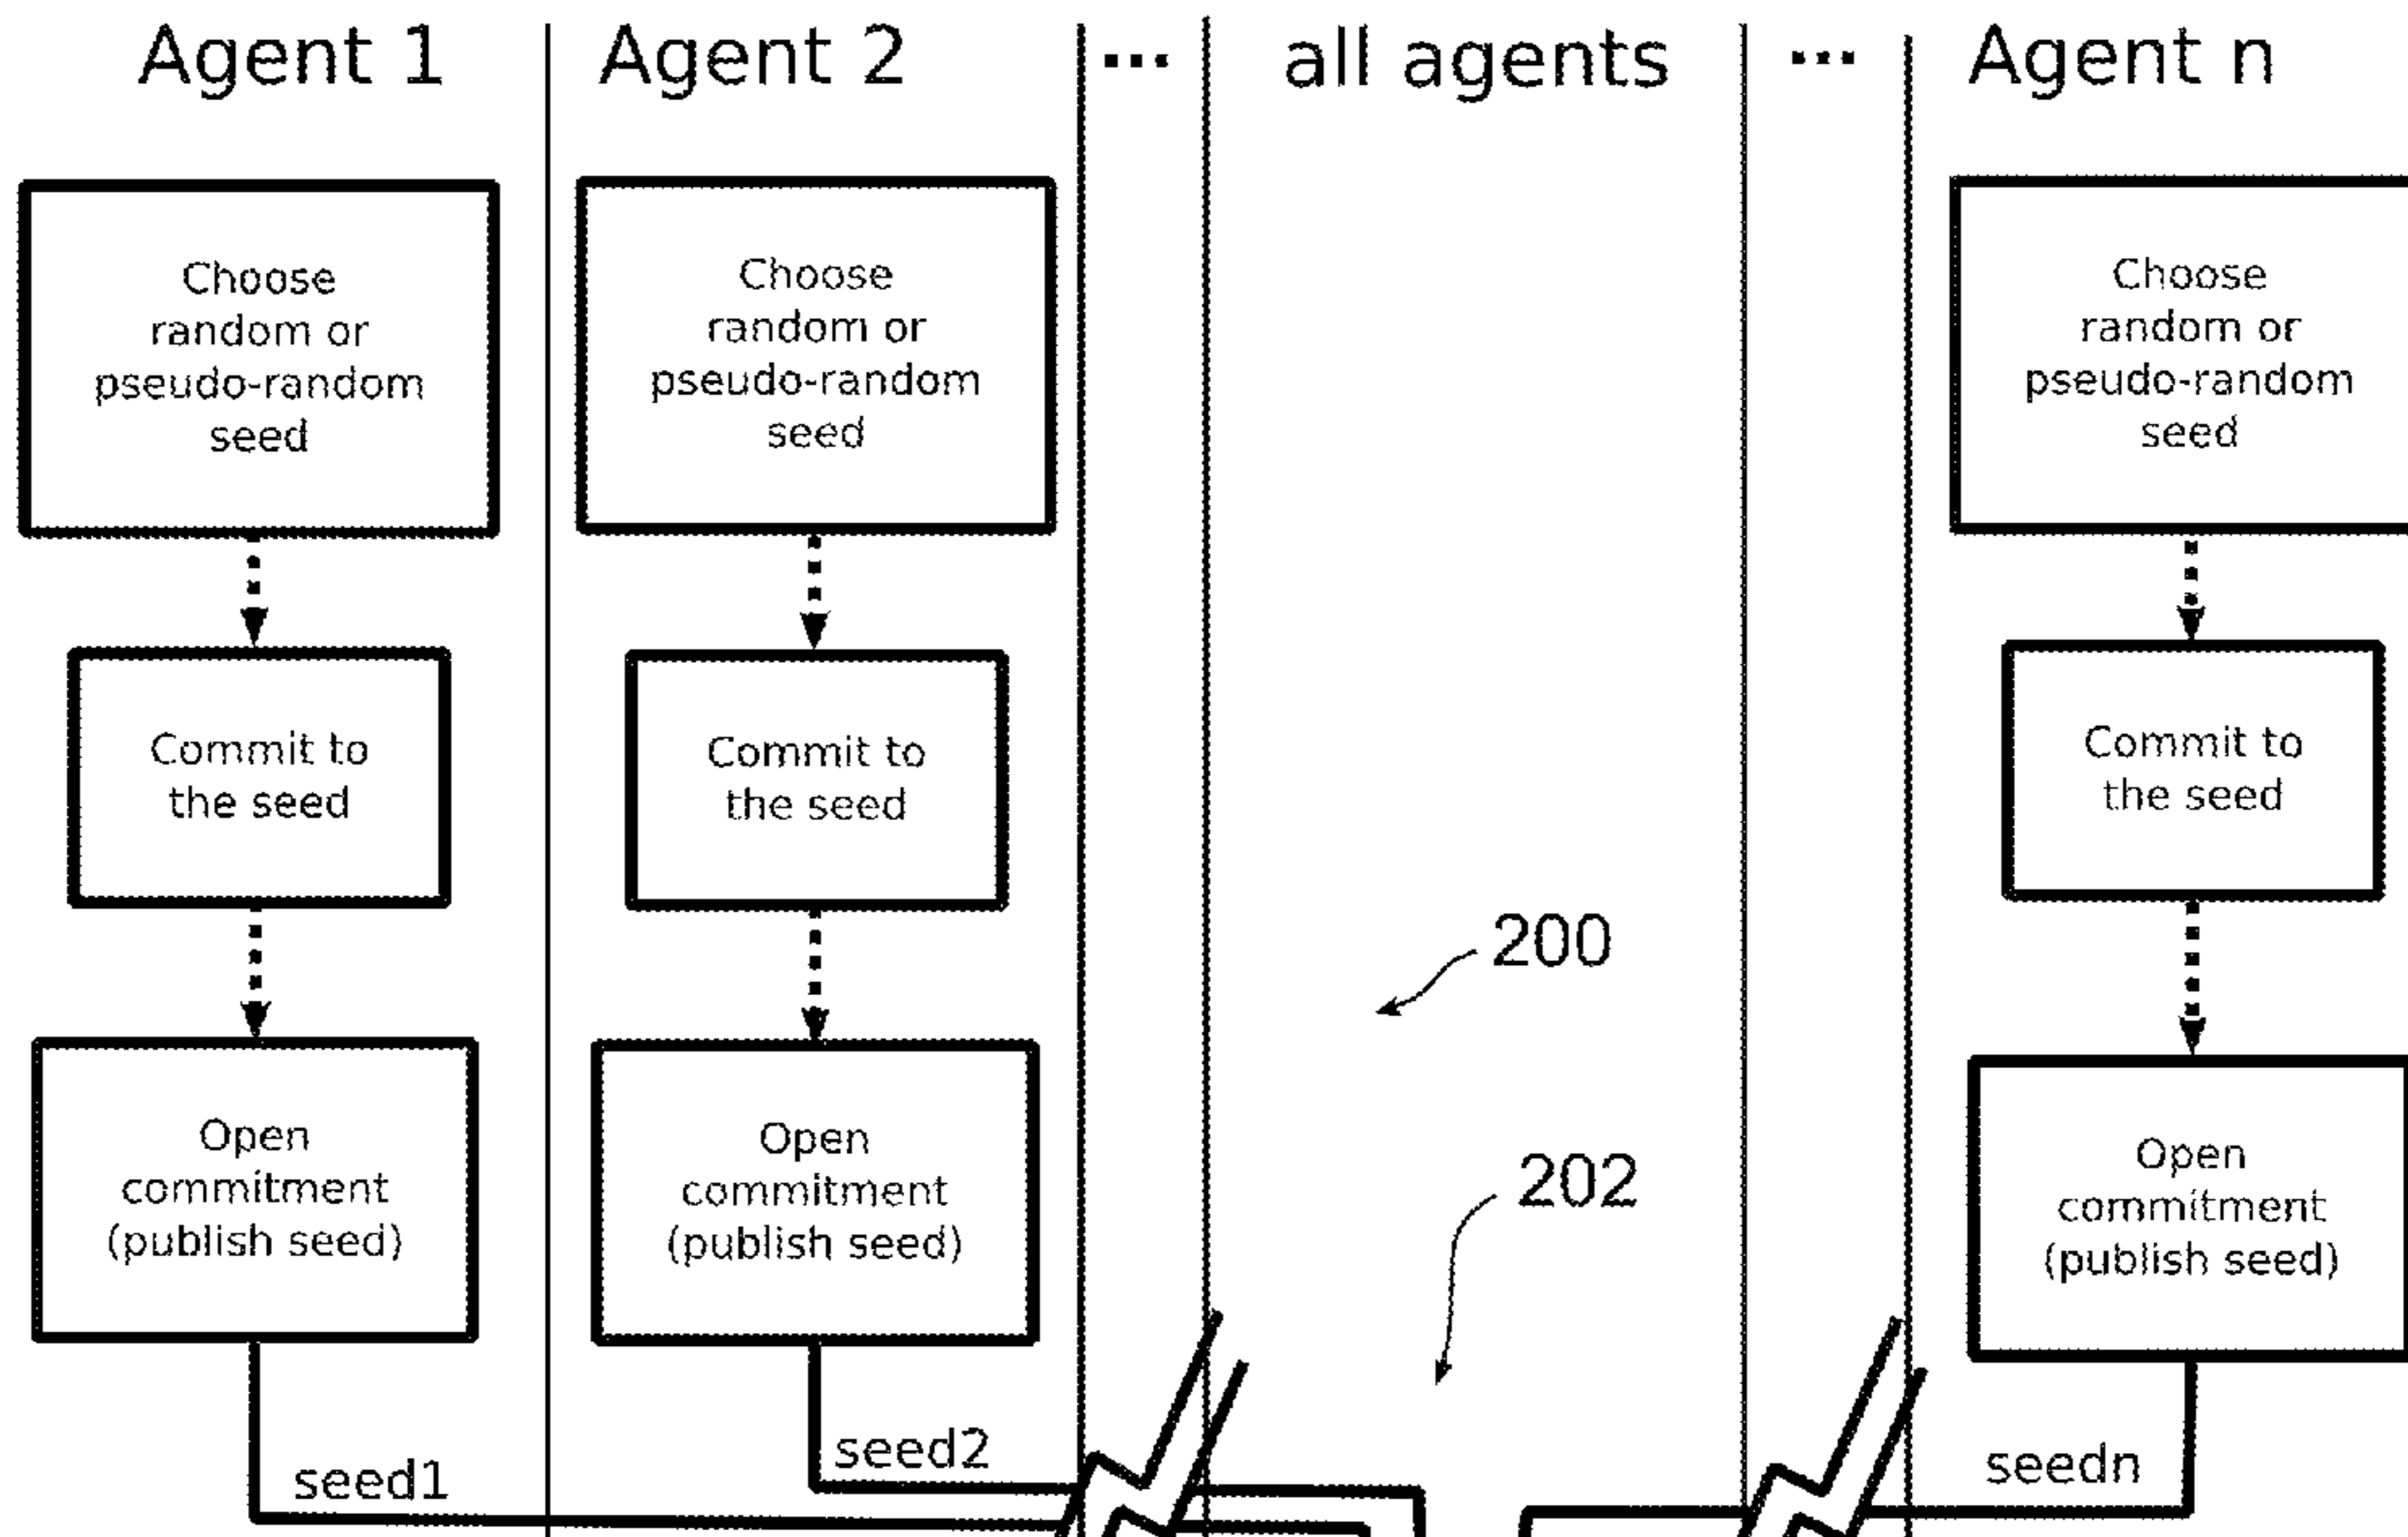 Agent 1
Agent 2
...
all agents
...
Agent n
Choose
random or
pseudo-random
seed
Choose
random or
pseudo-random
seed
Choose
random or
pseudo-random
seed
Commit to
the seed
Commit to
the seed
Commit to
the seed
200
Open
commitment
(publish seed)
Open
commitment
(publish seed)
202
Open
commitment
(publish seed)
seed1
seed2
seedn